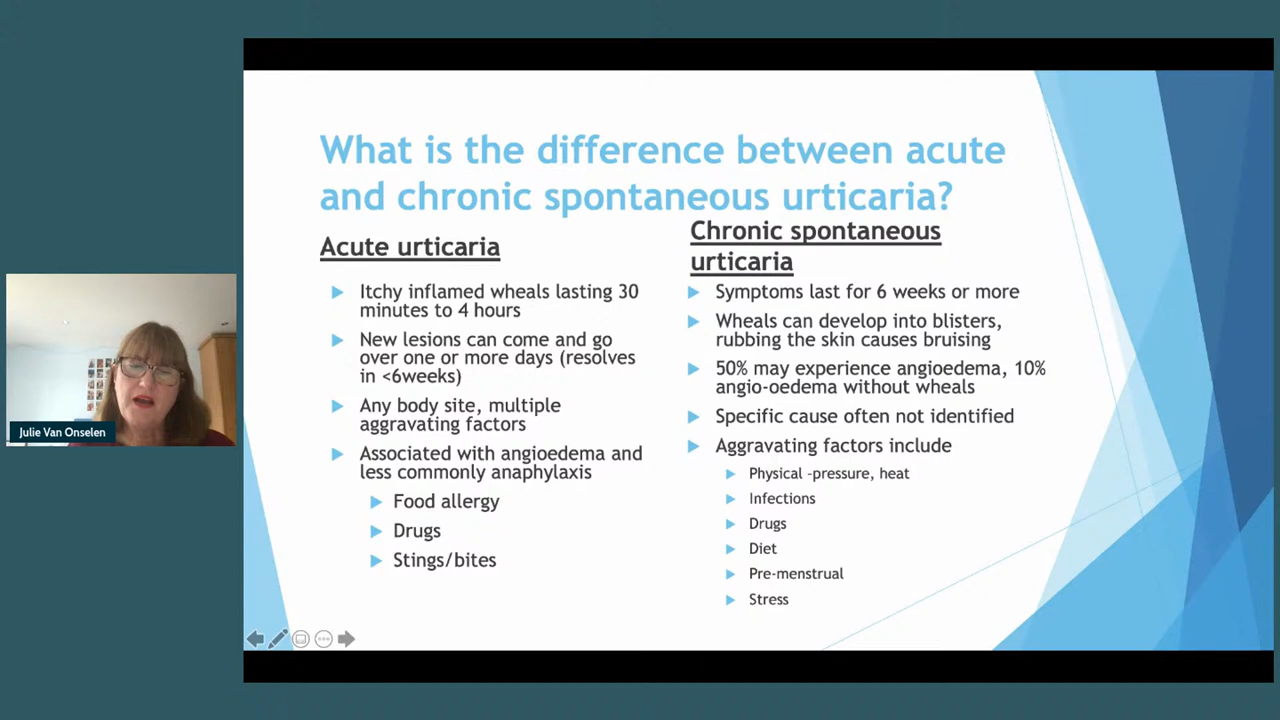 What is the difference between acute
and chronic spontaneous urticaria?
Acute urticaria
Itchy inflamed wheals lasting 30
minutes to 4 hours
New lesions can come and go
over one or more days (resolves
in <6weeks)
Any body site, multiple
aggravating factors
Associated with angioedema and
less commonly anaphylaxis
Food allergy
Drugs
Stings/bites
Chronic spontaneous
urticaria
Symptoms last for 6 weeks or more
Wheals can develop into blisters,
rubbing the skin causes bruising
50% may experience angioedema, 10%
angio-oedema without wheals
Specific cause often not identified
Aggravating factors include
Physical –pressure, heat
Infections
Drugs
Diet
Pre-menstrual
Stress
Julie Van Onselen